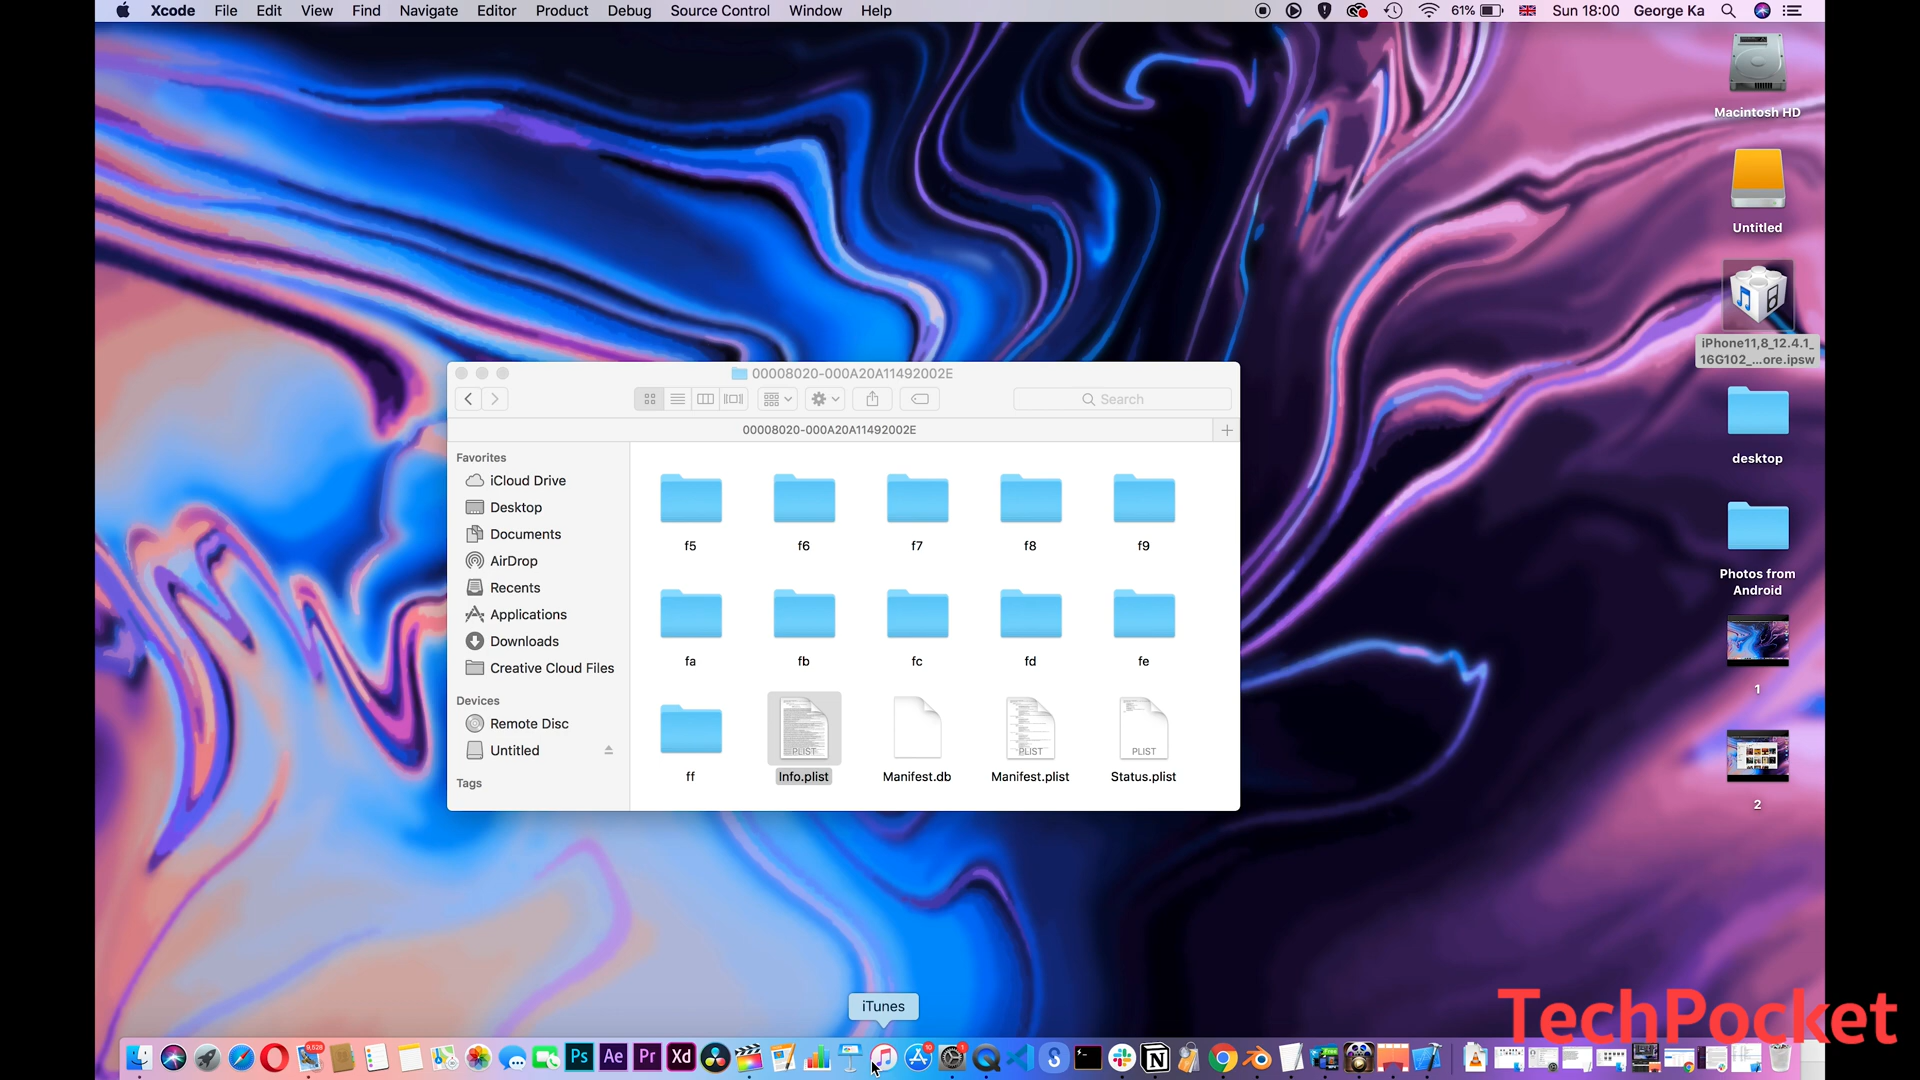 Xcode File Edit View Find Navigate Editor Product Debug Source Control Window Help
61% Sun 18:00 George Ka
Macintosh HD
Untitled
iPhone11,8_12.4.1_
16G102_...ore.ipsw
desktop
Photos from
Android
1
2
00008020-000A20A11492002E
Search
00008020-000A20A11492002E
Favorites
iCloud Drive
Desktop
Documents
AirDrop
Recents
Applications
Downloads
Creative Cloud Files
Devices
Remote Disc
Untitled
Tags
f5 f6 f7 f8 f9
fa fb fc fd fe
PLIST PLIST PLIST
ff Info.plist Manifest.db Manifest.plist Status.plist
iTunes
TechPocket
9,528 Ps Ae Pr Xd 10 1